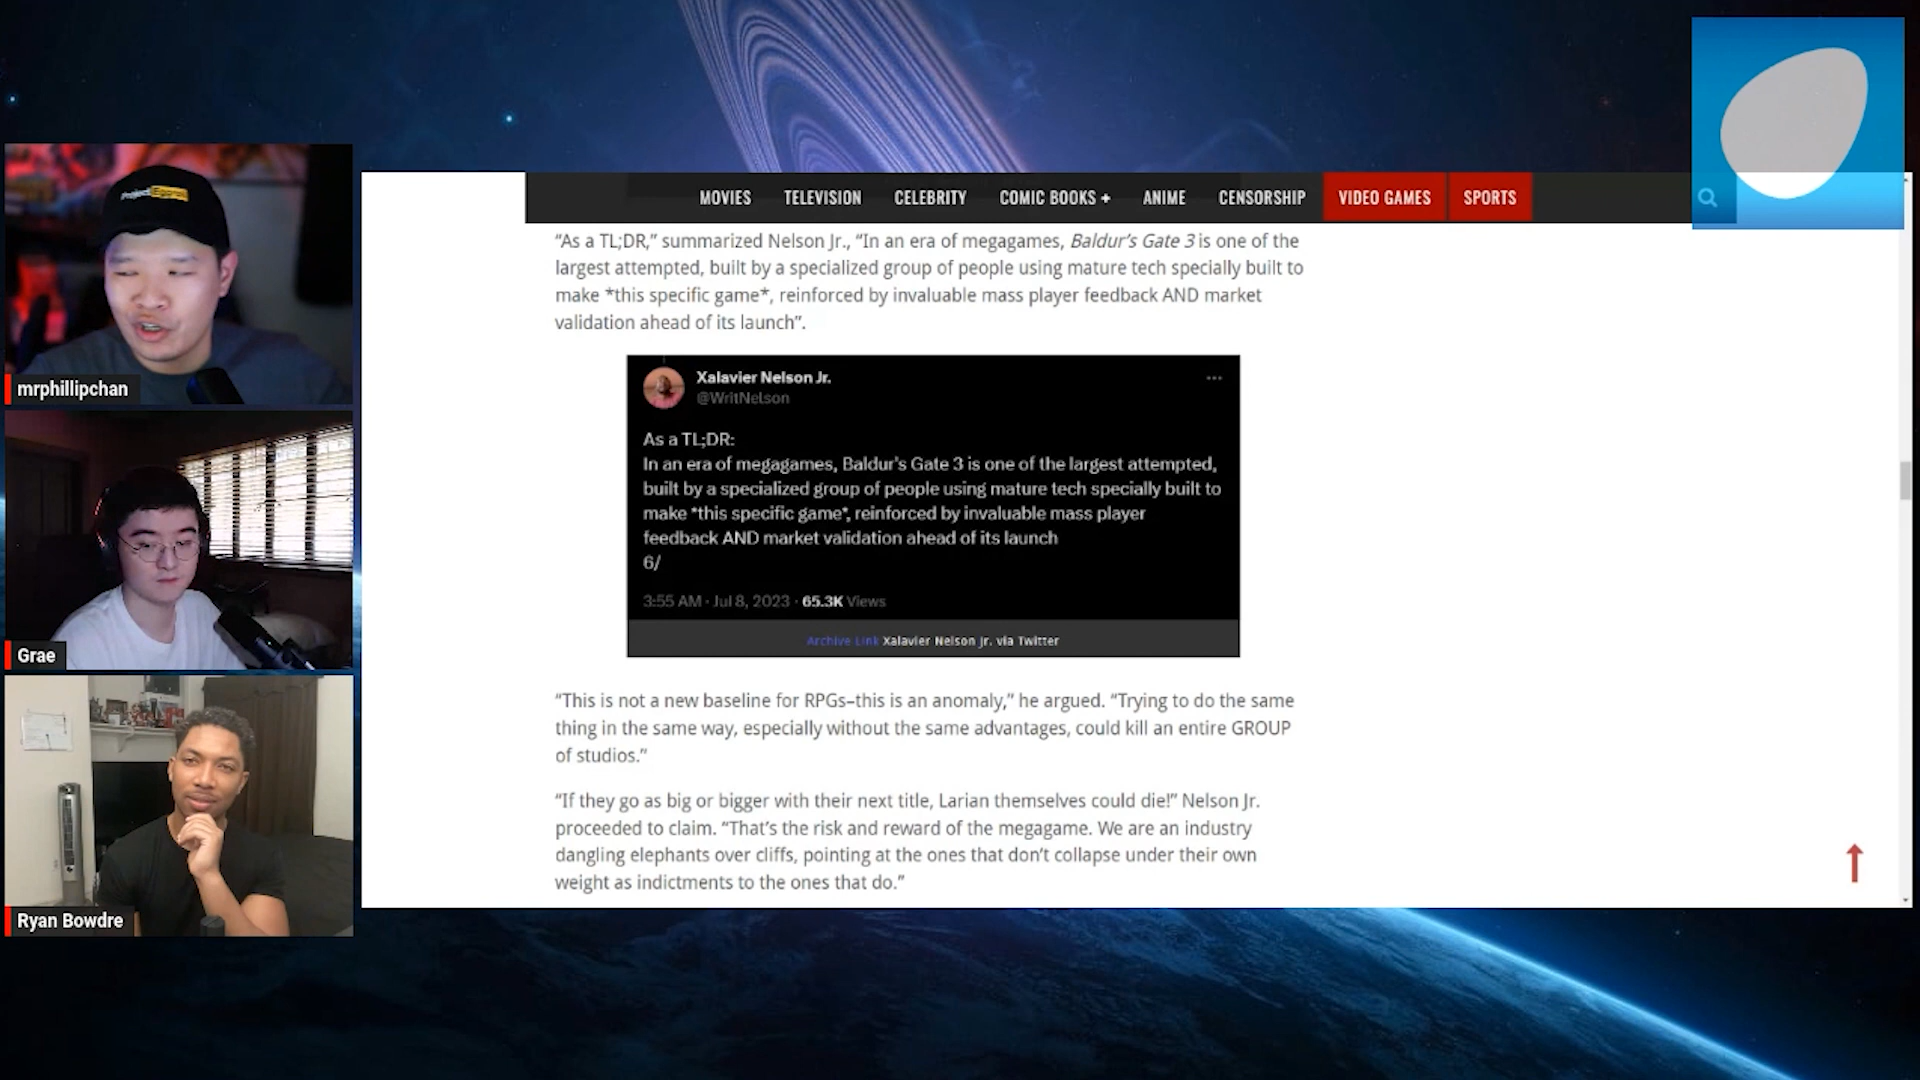 MOVIES TELEVISION CELEBRITY COMIC BOOKS + ANIME CENSORSHIP VIDEO GAMES SPORTS
“As a TL;DR,” summarized Nelson Jr., “In an era of megagames, Baldur’s Gate 3 is one of the
largest attempted, built by a specialized group of people using mature tech specially built to
make *this specific game*, reinforced by invaluable mass player feedback AND market
validation ahead of its launch”.
Xalavier Nelson Jr.
@WritNelson
As a TL;DR:
In an era of megagames, Baldur's Gate 3 is one of the largest attempted,
built by a specialized group of people using mature tech specially built to
make *this specific game*, reinforced by invaluable mass player
feedback AND market validation ahead of its launch
6/
3:55 AM · Jul 8, 2023 · 65.3K Views
Archive Link Xalavier Nelson Jr. via Twitter
“This is not a new baseline for RPGs–this is an anomaly,” he argued. “Trying to do the same
thing in the same way, especially without the same advantages, could kill an entire GROUP
of studios.”
“If they go as big or bigger with their next title, Larian themselves could die!” Nelson Jr.
proceeded to claim. “That’s the risk and reward of the megagame. We are an industry
dangling elephants over cliffs, pointing at the ones that don’t collapse under their own
weight as indictments to the ones that do.”
mrphillipchan
Grae
Ryan Bowdre